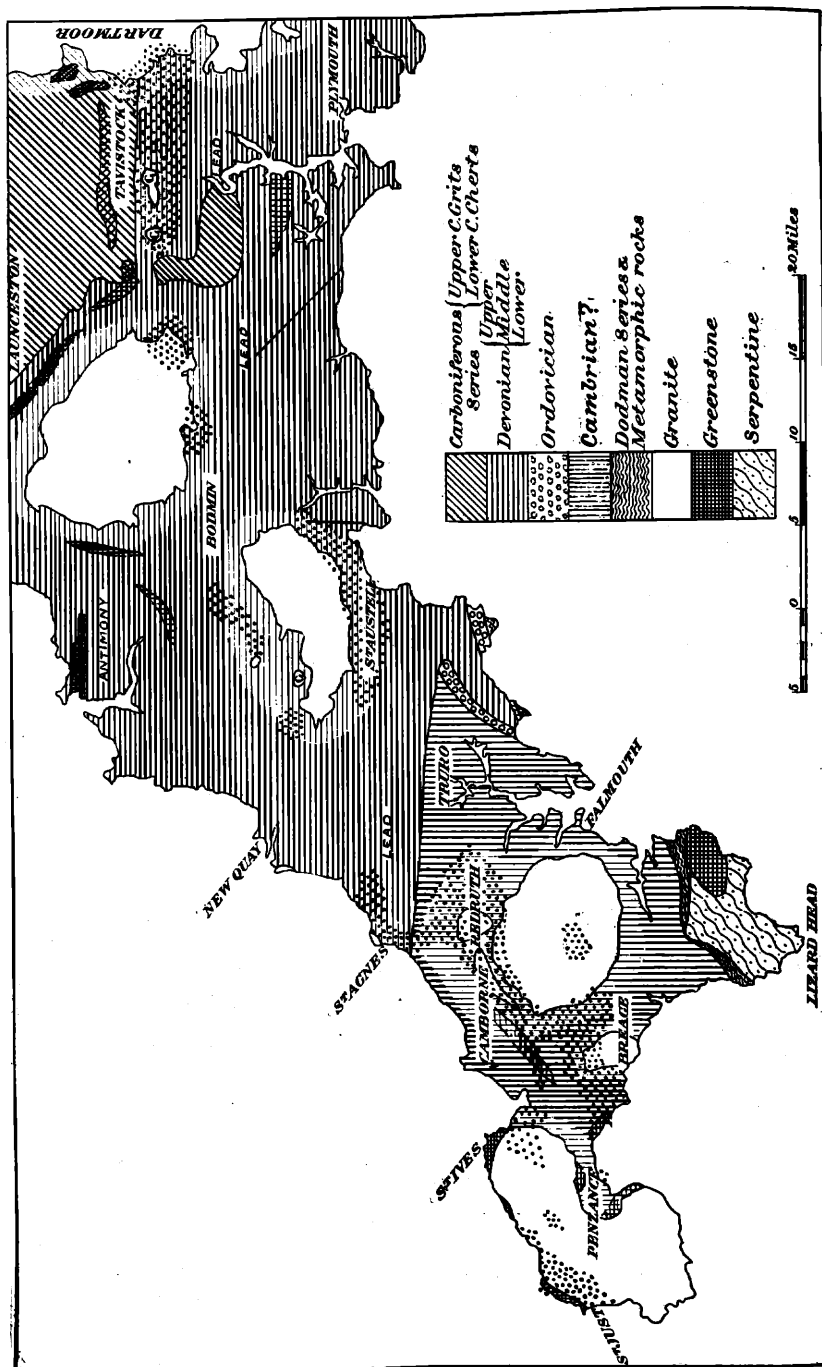 DARTMOOR
LAUNCESTON
TAVISTOCK
PLYMOUTH
LEAD
LEAD
BODMIN
ANTIMONY
ST AUSTELL
NEW QUAY
LEAD
TRURO
FALMOUTH
ST AGNES
REDRUTH
CAMBORNE
BREAGE
LIZARD HEAD
ST IVES
PENZANCE
ST JUST
G
G
G
Carboniferous { Upper C. Grits
Series { Lower C. Cherts
Devonian { Upper
Middle
Lower
Ordovician
Cambrian?
Dodman Series &
Metamorphic rocks
Granite
Greenstone
Serpentine
5 0 5 10 15 20 Miles